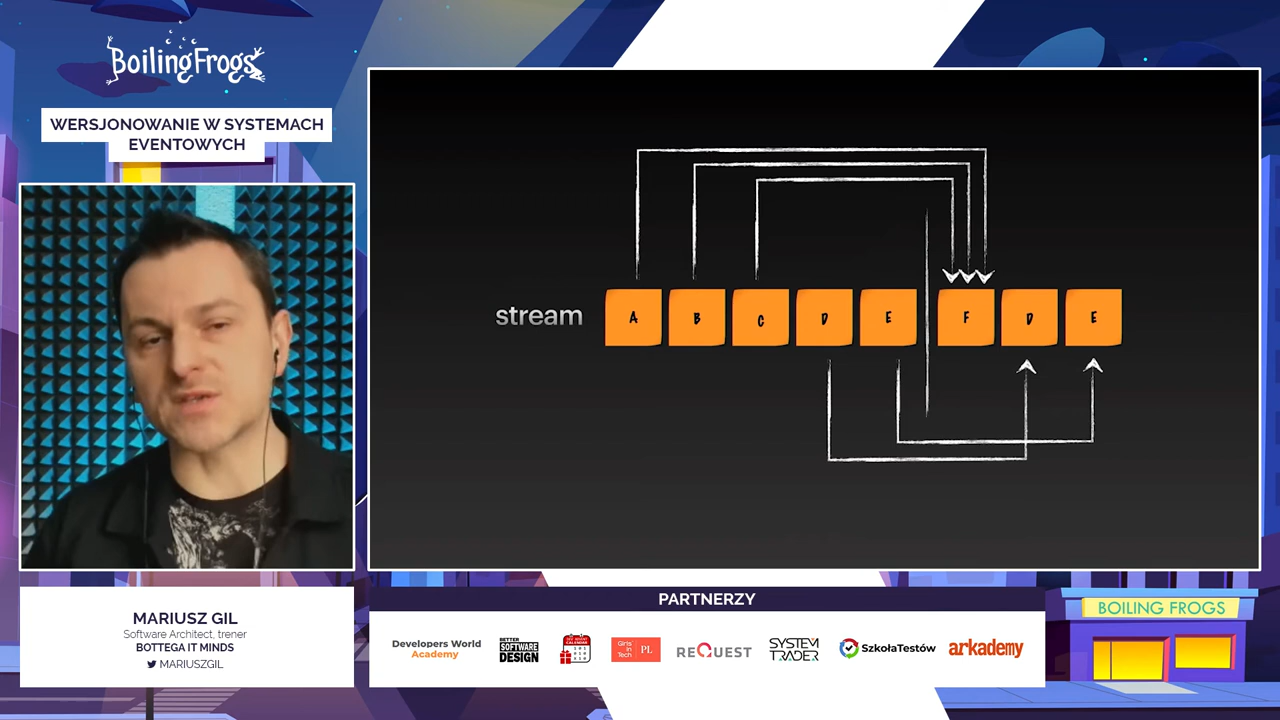 BoilingFrogs
WERSJONOWANIE W SYSTEMACH
EVENTOWYCH
stream
A B C D E F D E
MARIUSZ GIL
Software Architect, trener
BOTTEGA IT MINDS
MARIUSZGIL
PARTNERZY
Developers World
Academy
BETTER
SOFTWARE
DESIGN
Girls
in
Tech
PL
REQUEST
SYSTEM
TRADER
SzkołaTestów
arkademy
BOILING FROGS